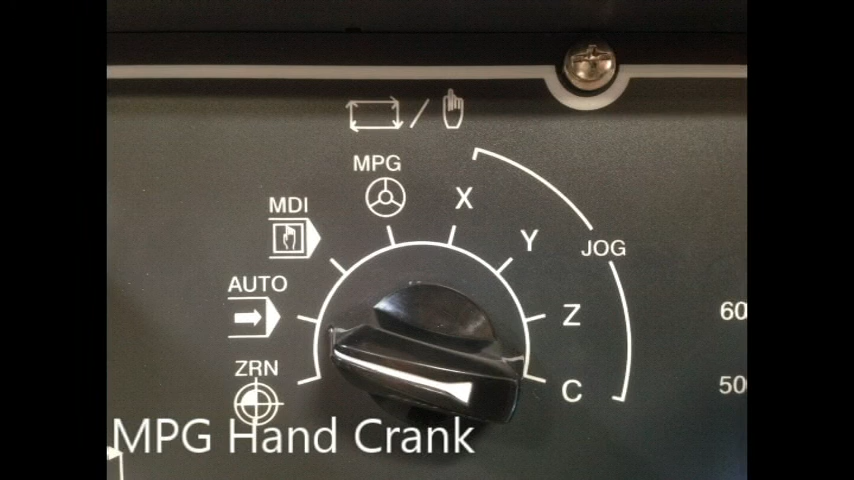 MPG
MDI
X
Y
JOG
AUTO
Z
60
ZRN
C
50
MPG Hand Crank